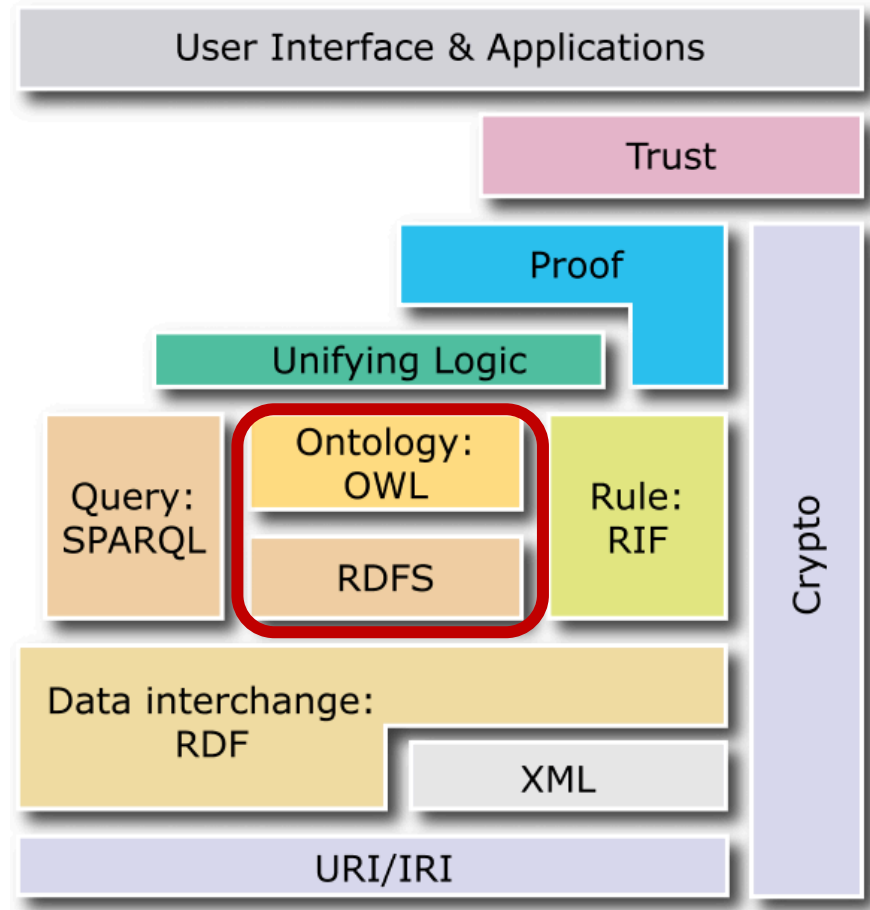 User Interface & Applications
Trust
Proof
Unifying Logic
Ontology:
OWL
Query:
SPARQL
Rule:
RIF
RDFS
Crypto
Data interchange:
RDF
XML
URI/IRI